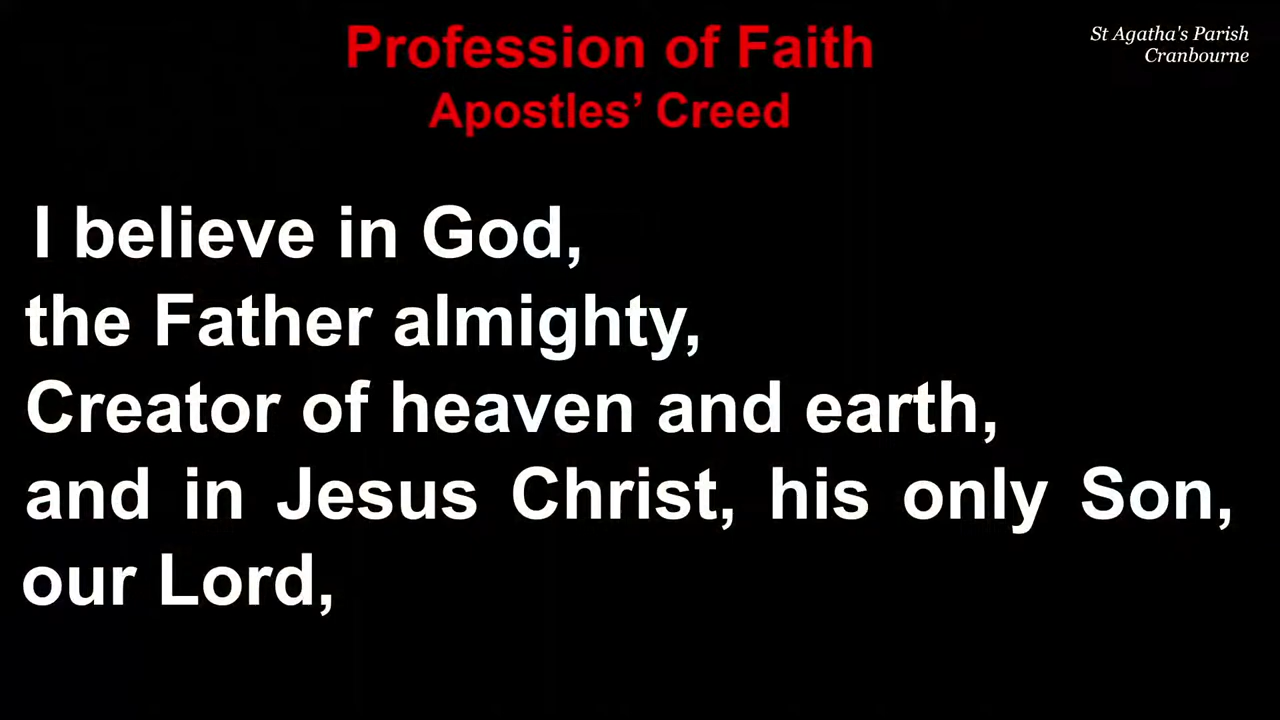 Profession of Faith
Apostles’ Creed
St Agatha's Parish
Cranbourne
I believe in God,
the Father almighty,
Creator of heaven and earth,
and in Jesus Christ, his only Son,
our Lord,